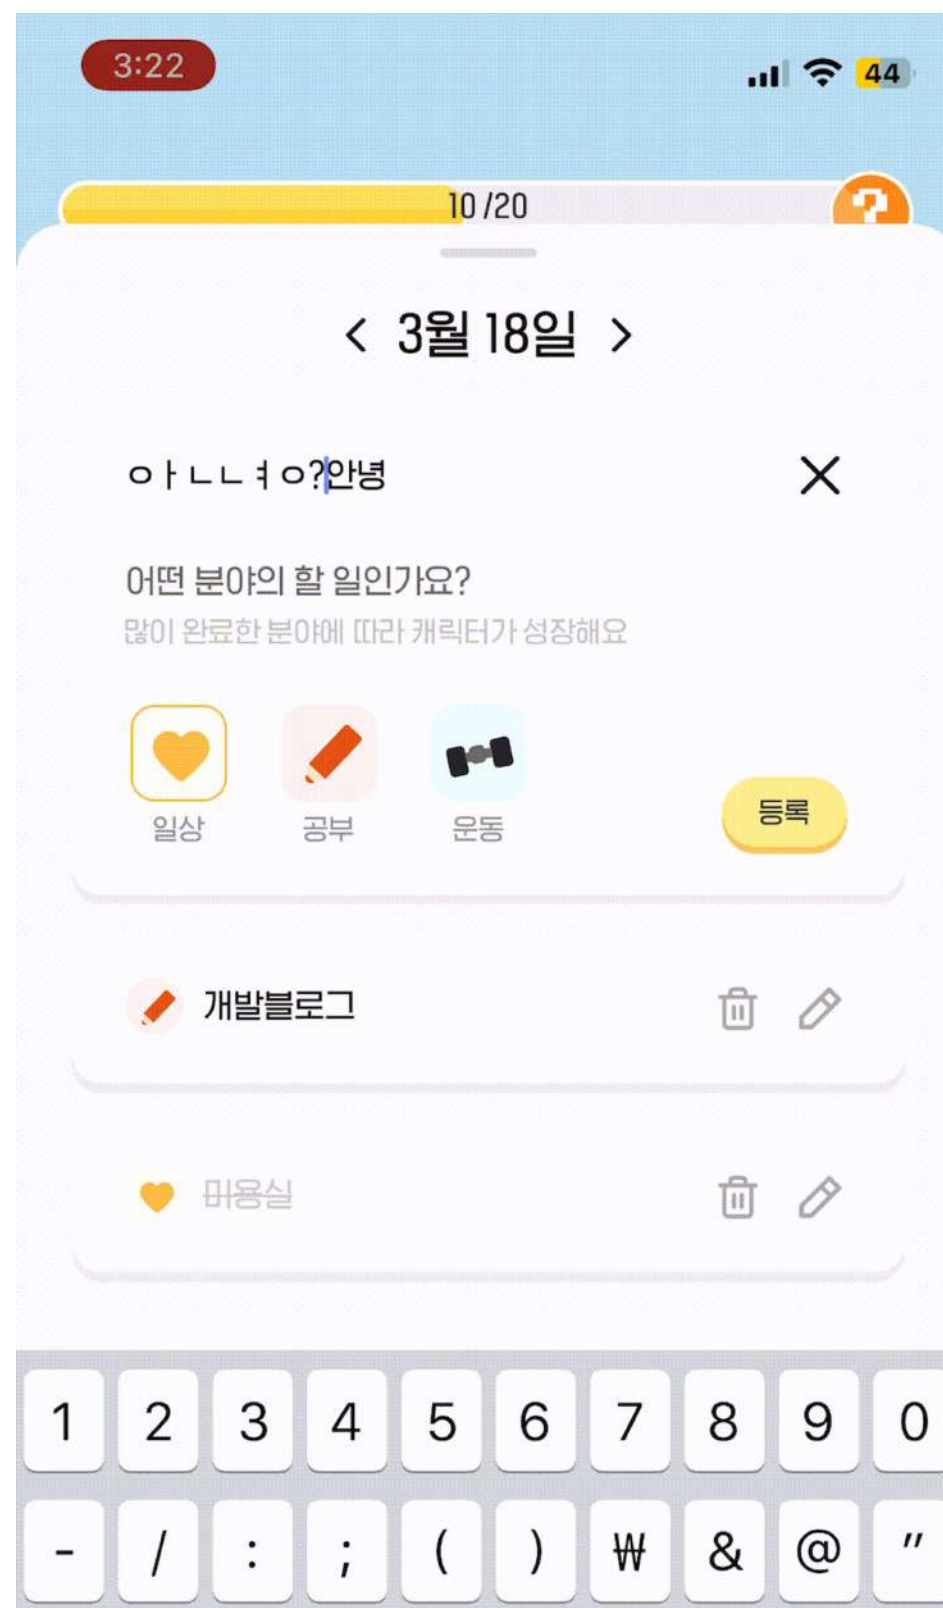 3:22
44
10 /20
?
< 3월 18일 >
ㅇㅏㄴㄴㅕㅇ?안녕
어떤 분야의 할 일인가요?
많이 완료한 분야에 따라 캐릭터가 성장해요
일상 공부 운동
등록
개발블로그
미용실
1 2 3 4 5 6 7 8 9 0
- / : ; ( ) ₩ & @ "